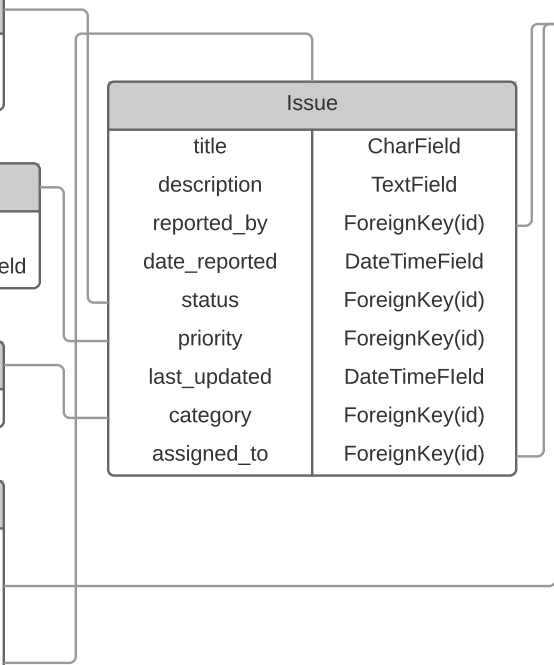 Issue
title CharField
description TextField
reported_by ForeignKey(id)
date_reported DateTimeField
eld
status ForeignKey(id)
priority ForeignKey(id)
last_updated DateTimeFIeld
category ForeignKey(id)
assigned_to ForeignKey(id)